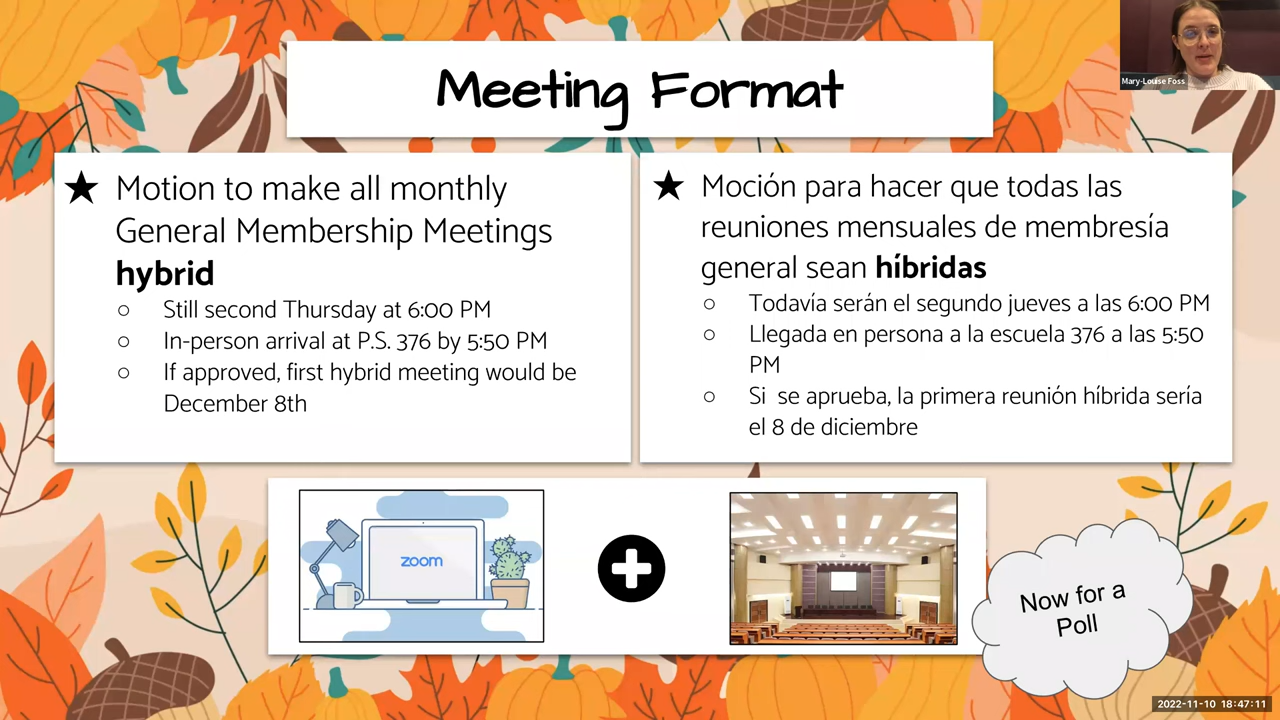 Meeting Format
Mary-Louise Foss
★ Motion to make all monthly
General Membership Meetings
hybrid
○ Still second Thursday at 6:00 PM
○ In-person arrival at P.S. 376 by 5:50 PM
○ If approved, first hybrid meeting would be
December 8th
★ Moción para hacer que todas las
reuniones mensuales de membresía
general sean híbridas
○ Todavía serán el segundo jueves a las 6:00 PM
○ Llegada en persona a la escuela 376 a las 5:50
PM
○ Si se aprueba, la primera reunión híbrida sería
el 8 de diciembre
zoom
Now for a
Poll
2022-11-10 18:47:11